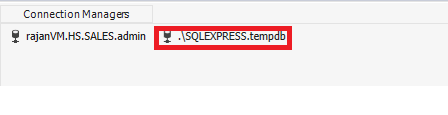 Connection Managers
rajanVM.HS.SALES.admin .\SQLEXPRESS.tempdb